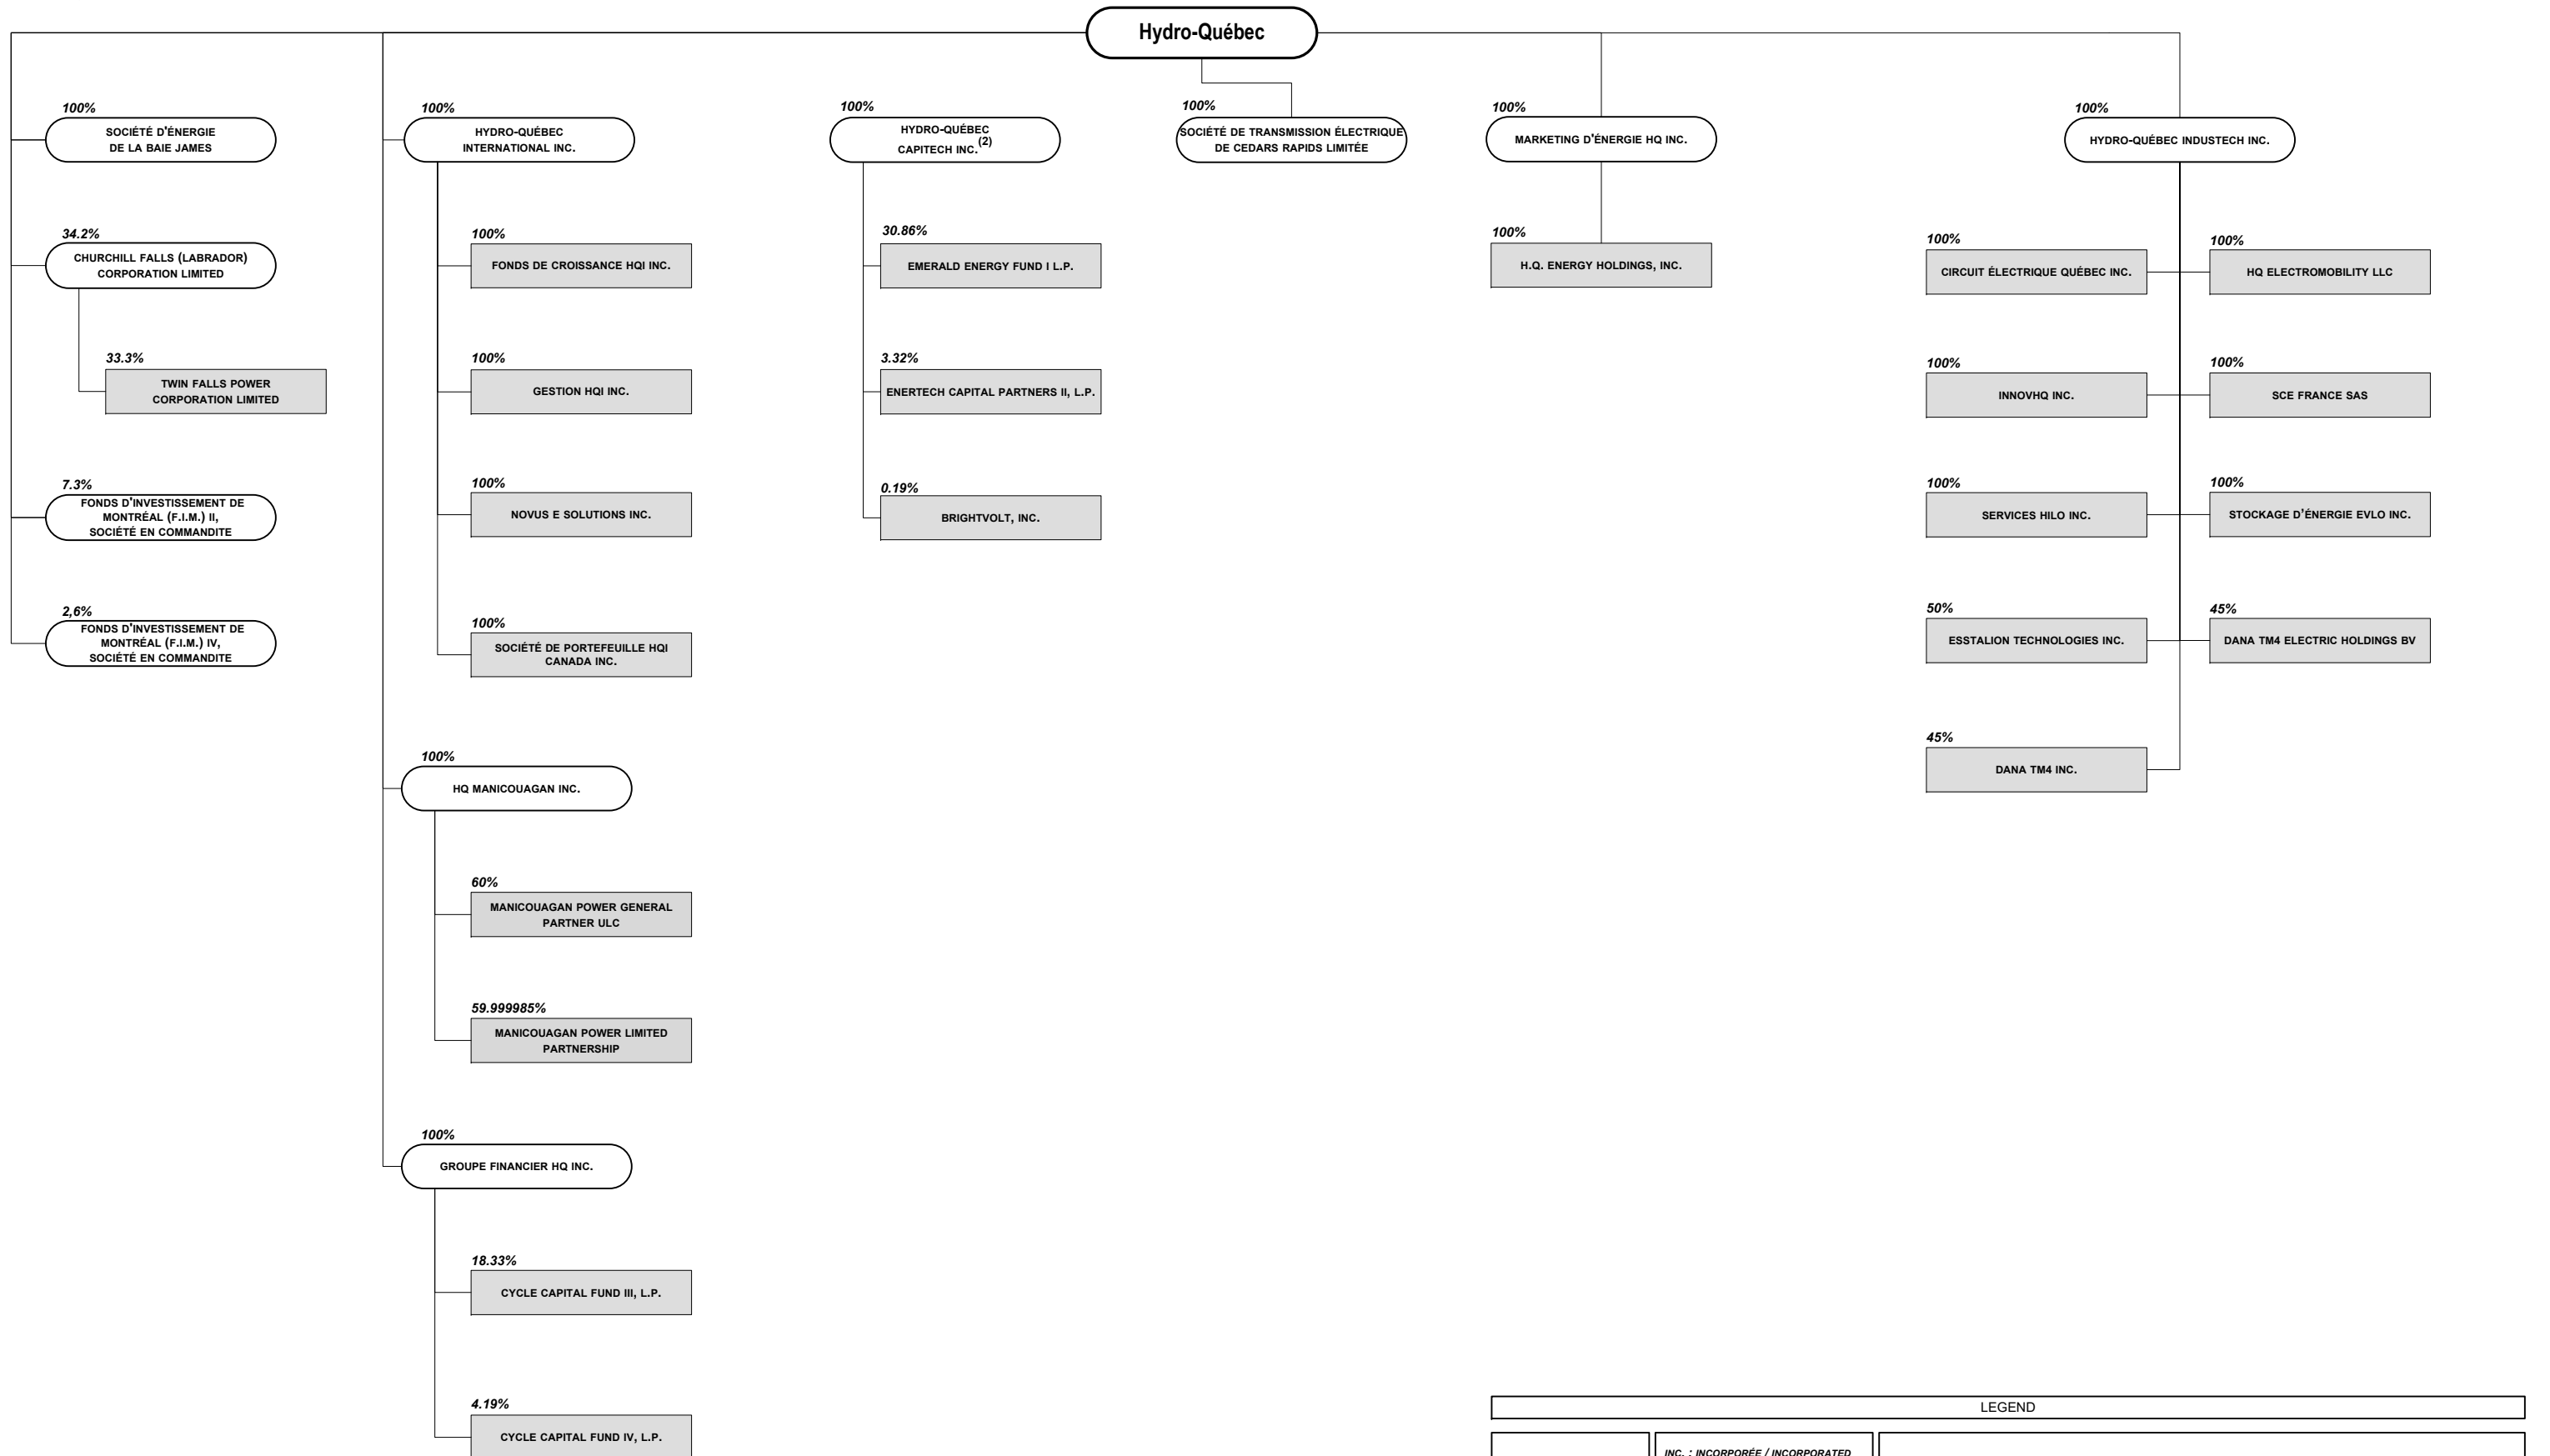 Hydro-Québec
100%
SOCIÉTÉ D'ÉNERGIE
DE LA BAIE JAMES
34.2%
CHURCHILL FALLS (LABRADOR)
CORPORATION LIMITED
33.3%
TWIN FALLS POWER
CORPORATION LIMITED
7.3%
FONDS D'INVESTISSEMENT DE
MONTRÉAL (F.I.M.) II,
SOCIÉTÉ EN COMMANDITE
2,6%
FONDS D'INVESTISSEMENT DE
MONTRÉAL (F.I.M.) IV,
SOCIÉTÉ EN COMMANDITE
100%
HYDRO-QUÉBEC
INTERNATIONAL INC.
100%
FONDS DE CROISSANCE HQI INC.
100%
GESTION HQI INC.
100%
NOVUS E SOLUTIONS INC.
100%
SOCIÉTÉ DE PORTEFEUILLE HQI
CANADA INC.
100%
HQ MANICOUAGAN INC.
60%
MANICOUAGAN POWER GENERAL
PARTNER ULC
59.999985%
MANICOUAGAN POWER LIMITED
PARTNERSHIP
100%
GROUPE FINANCIER HQ INC.
18.33%
CYCLE CAPITAL FUND III, L.P.
4.19%
CYCLE CAPITAL FUND IV, L.P.
100%
HYDRO-QUÉBEC
CAPITECH INC.(2)
30.86%
EMERALD ENERGY FUND I L.P.
3.32%
ENERTECH CAPITAL PARTNERS II, L.P.
0.19%
BRIGHTVOLT, INC.
100%
SOCIÉTÉ DE TRANSMISSION ÉLECTRIQUE
DE CEDARS RAPIDS LIMITÉE
100%
MARKETING D'ÉNERGIE HQ INC.
100%
H.Q. ENERGY HOLDINGS, INC.
100%
HYDRO-QUÉBEC INDUSTECH INC.
100%
CIRCUIT ÉLECTRIQUE QUÉBEC INC.
100%
HQ ELECTROMOBILITY LLC
100%
INNOVHQ INC.
100%
SCE FRANCE SAS
100%
SERVICES HILO INC.
100%
STOCKAGE D'ÉNERGIE EVLO INC.
50%
ESSTALION TECHNOLOGIES INC.
45%
DANA TM4 ELECTRIC HOLDINGS BV
45%
DANA TM4 INC.
LEGEND
INC. : INCORPORÉE / INCORPORATED